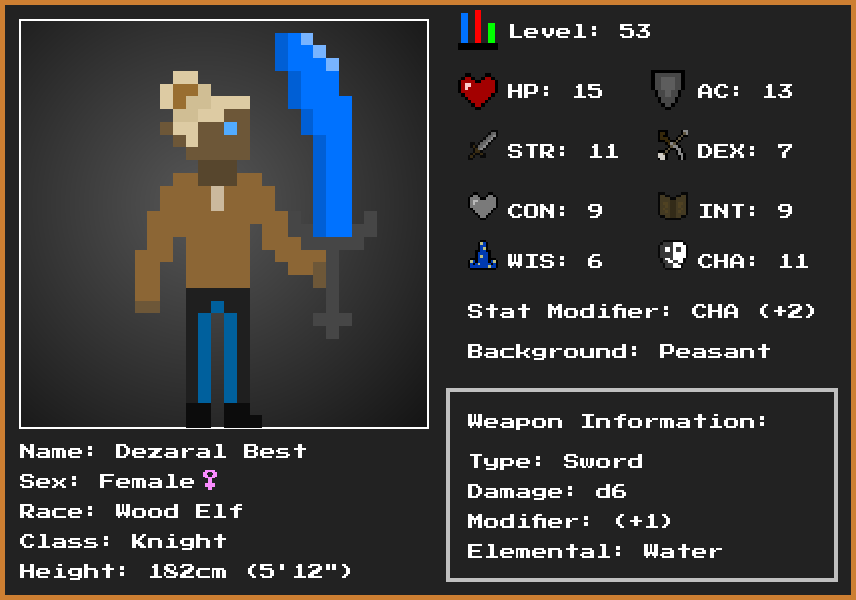 Level: 53
HP: 15
AC: 13
STR: 11
DEX: 7
CON: 9
INT: 9
WIS: 6
CHA: 11
Stat Modifier: CHA (+2)
Background: Peasant
Name: Dezaral Best
Sex: Female♀
Race: Wood Elf
Class: Knight
Height: 182cm (5'12")
Weapon Information:
Type: Sword
Damage: d6
Modifier: (+1)
Elemental: Water